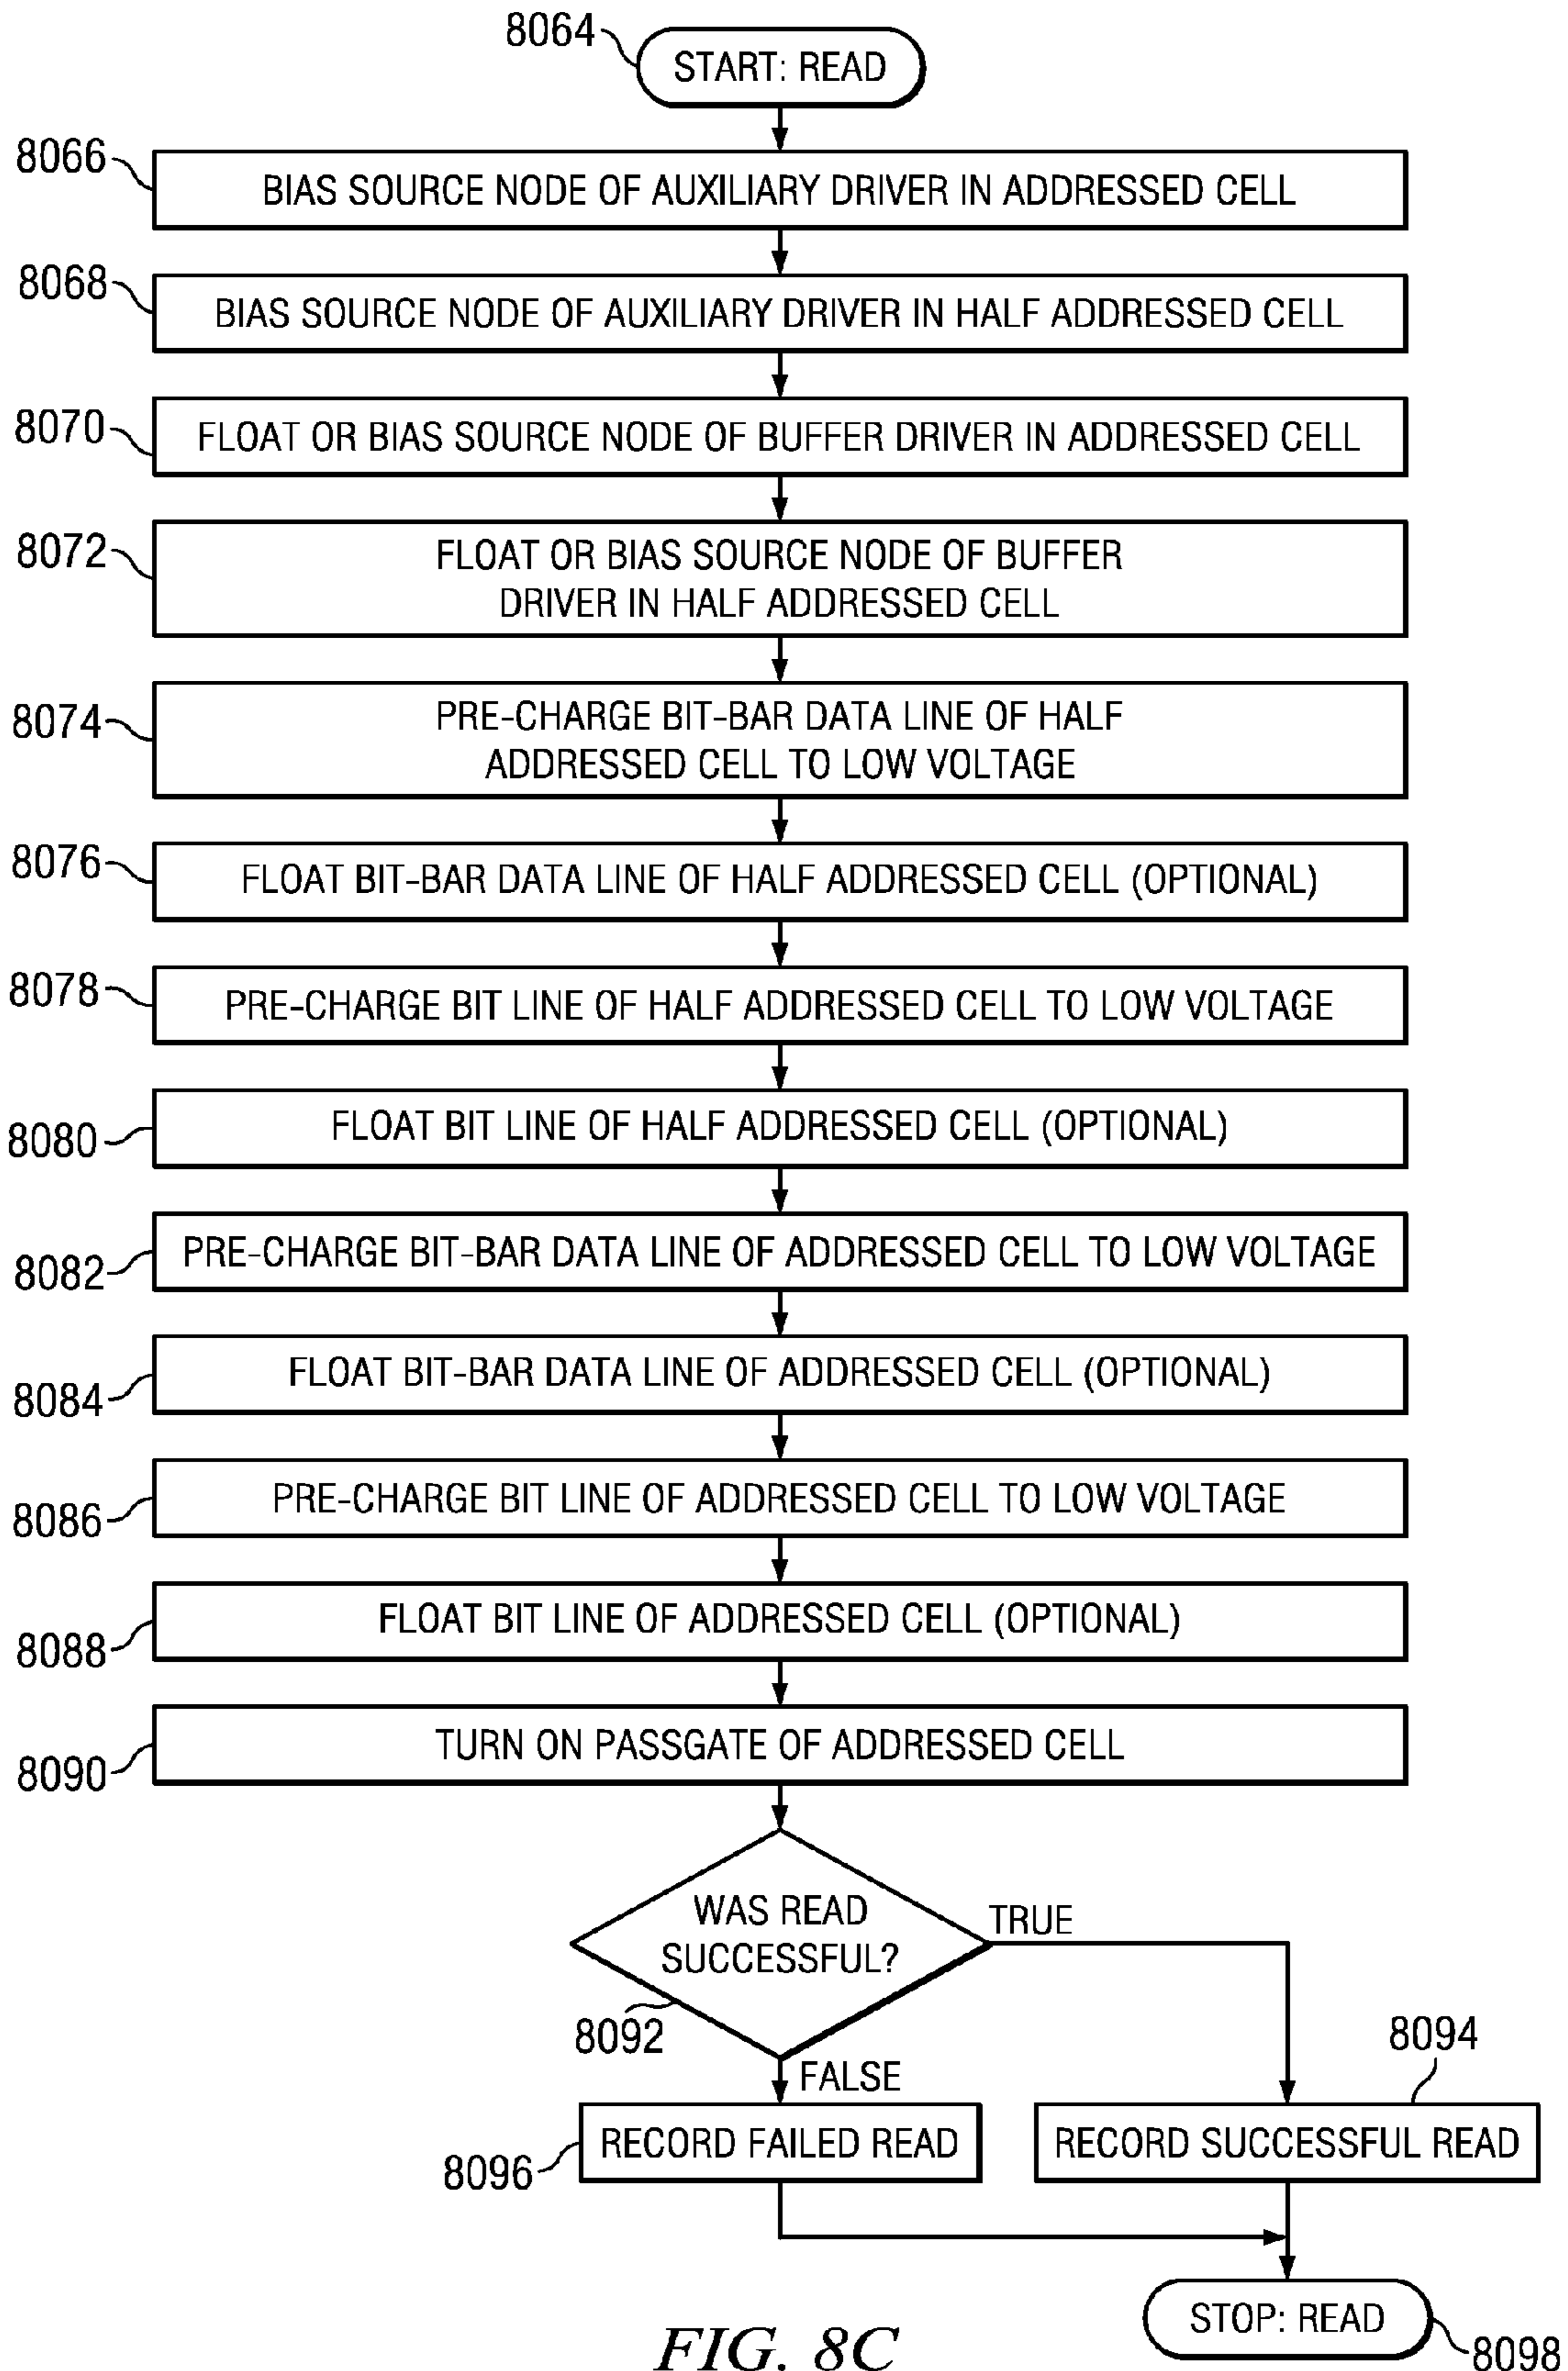 8064
START: READ
8066
BIAS SOURCE NODE OF AUXILIARY DRIVER IN ADDRESSED CELL
8068
BIAS SOURCE NODE OF AUXILIARY DRIVER IN HALF ADDRESSED CELL
8070
FLOAT OR BIAS SOURCE NODE OF BUFFER DRIVER IN ADDRESSED CELL
8072
FLOAT OR BIAS SOURCE NODE OF BUFFER
DRIVER IN HALF ADDRESSED CELL
8074
PRE-CHARGE BIT-BAR DATA LINE OF HALF
ADDRESSED CELL TO LOW VOLTAGE
8076
FLOAT BIT-BAR DATA LINE OF HALF ADDRESSED CELL (OPTIONAL)
8078
PRE-CHARGE BIT LINE OF HALF ADDRESSED CELL TO LOW VOLTAGE
8080
FLOAT BIT LINE OF HALF ADDRESSED CELL (OPTIONAL)
8082
PRE-CHARGE BIT-BAR DATA LINE OF ADDRESSED CELL TO LOW VOLTAGE
8084
FLOAT BIT-BAR DATA LINE OF ADDRESSED CELL (OPTIONAL)
8086
PRE-CHARGE BIT LINE OF ADDRESSED CELL TO LOW VOLTAGE
8088
FLOAT BIT LINE OF ADDRESSED CELL (OPTIONAL)
8090
TURN ON PASSGATE OF ADDRESSED CELL
WAS READ
SUCCESSFUL?
TRUE
8092
8094
FALSE
RECORD FAILED READ
RECORD SUCCESSFUL READ
8096
STOP: READ
8098
FIG. 8C